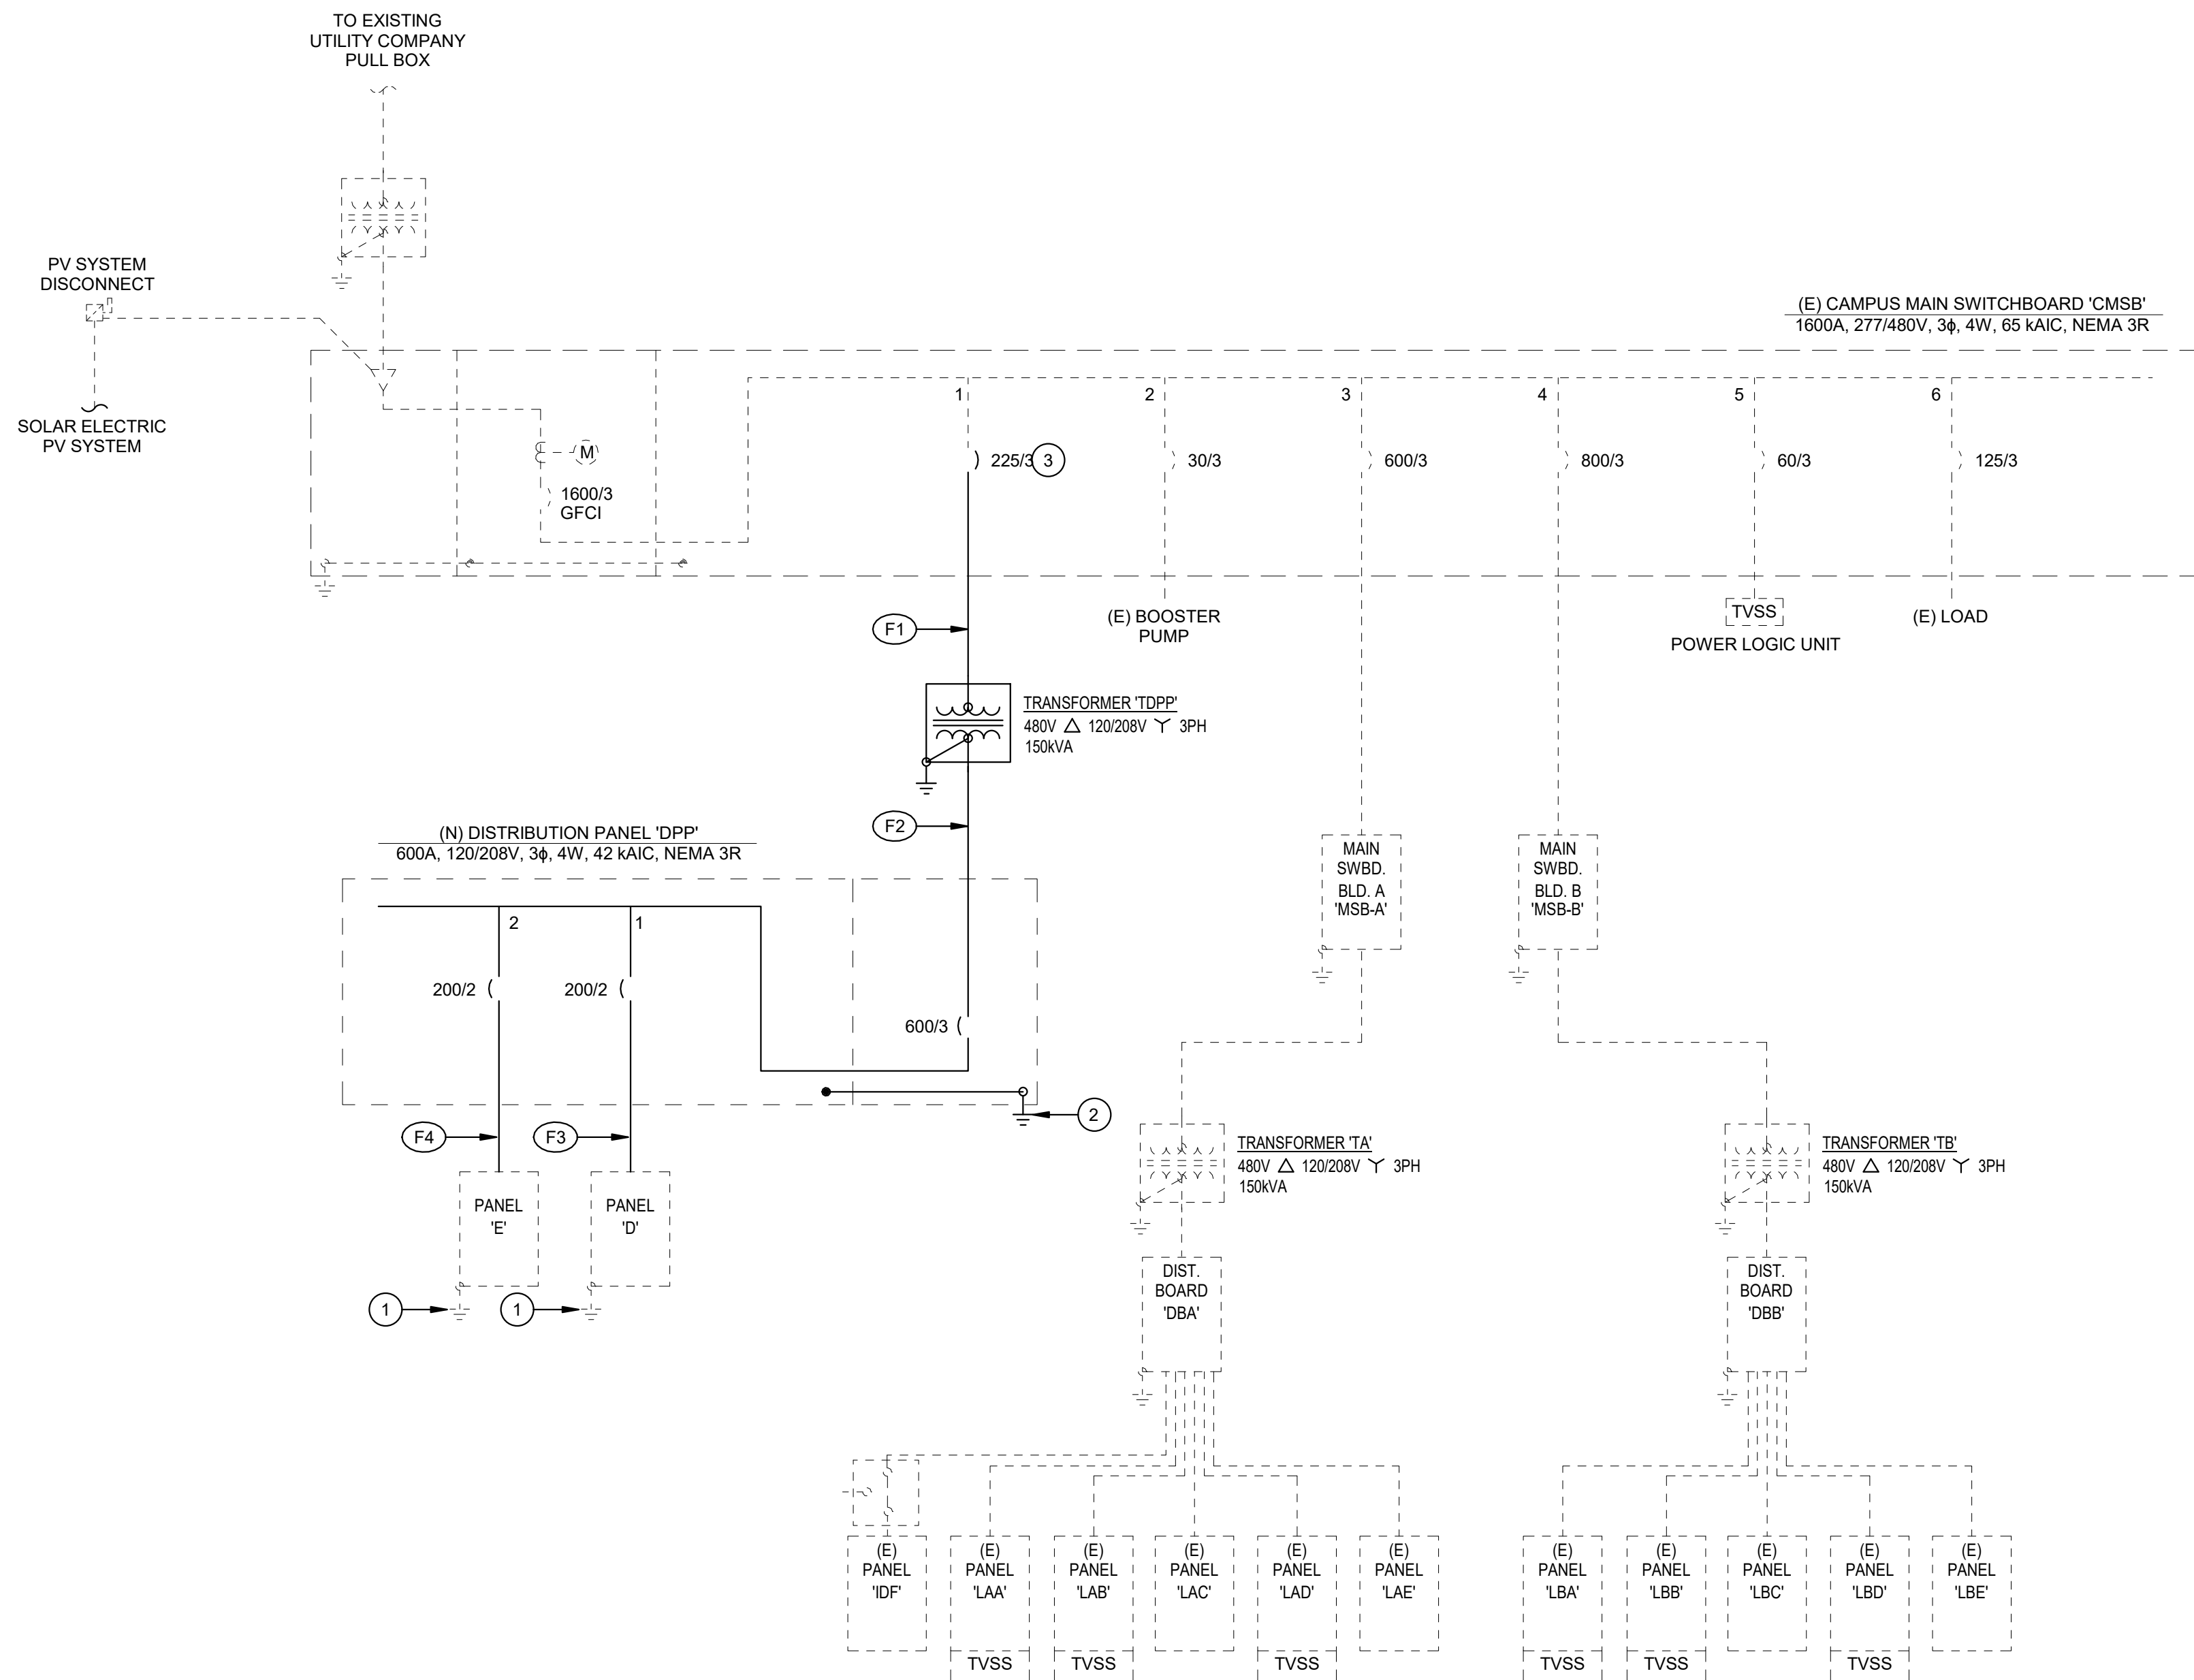 TO EXISTING
UTILITY COMPANY
PULL BOX
PV SYSTEM
DISCONNECT
SOLAR ELECTRIC
PV SYSTEM
(E) CAMPUS MAIN SWITCHBOARD 'CMSB'
1600A, 277/480V, 3ϕ, 4W, 65 kAIC, NEMA 3R
M
1600/3
GFCI
1
225/3
3
2
30/3
3
600/3
4
800/3
5
60/3
6
125/3
(E) BOOSTER
PUMP
TVSS
POWER LOGIC UNIT
(E) LOAD
F1
TRANSFORMER 'TDPP'
480V △ 120/208V Y 3PH
150kVA
F2
(N) DISTRIBUTION PANEL 'DPP'
600A, 120/208V, 3ϕ, 4W, 42 kAIC, NEMA 3R
2
1
200/2
200/2
600/3
2
F4
F3
PANEL
'E'
PANEL
'D'
1
1
MAIN
SWBD.
BLD. A
'MSB-A'
MAIN
SWBD.
BLD. B
'MSB-B'
TRANSFORMER 'TA'
480V △ 120/208V Y 3PH
150kVA
TRANSFORMER 'TB'
480V △ 120/208V Y 3PH
150kVA
DIST.
BOARD
'DBA'
DIST.
BOARD
'DBB'
(E)
PANEL
'IDF'
(E)
PANEL
'LAA'
TVSS
(E)
PANEL
'LAB'
TVSS
(E)
PANEL
'LAC'
(E)
PANEL
'LAD'
TVSS
(E)
PANEL
'LAE'
(E)
PANEL
'LBA'
TVSS
(E)
PANEL
'LBB'
TVSS
(E)
PANEL
'LBC'
(E)
PANEL
'LBD'
TVSS
(E)
PANEL
'LBE'